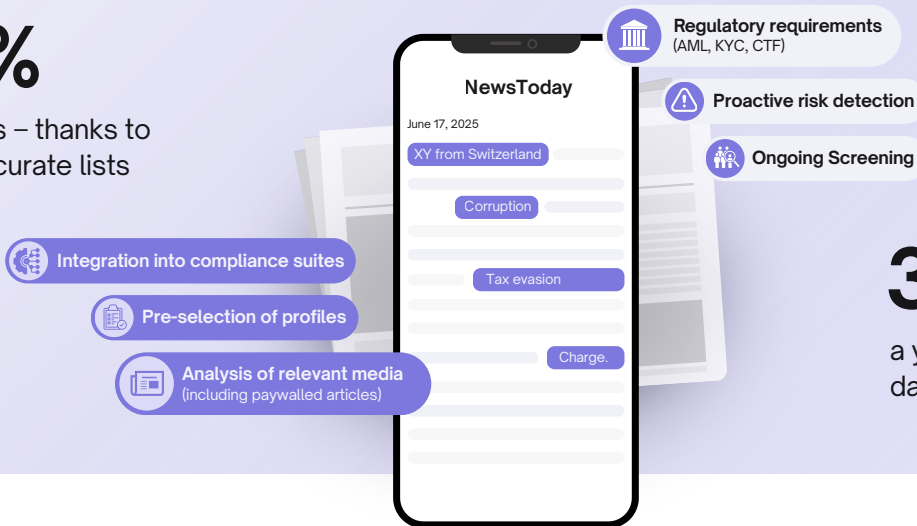 %
s – thanks to
curate lists
Integration into compliance suites
Pre-selection of profiles
Analysis of relevant media
(including paywalled articles)
NewsToday
June 17, 2025
XY from Switzerland
Corruption
Tax evasion
Charge.
Regulatory requirements
(AML, KYC, CTF)
Proactive risk detection
Ongoing Screening
3
a y
da